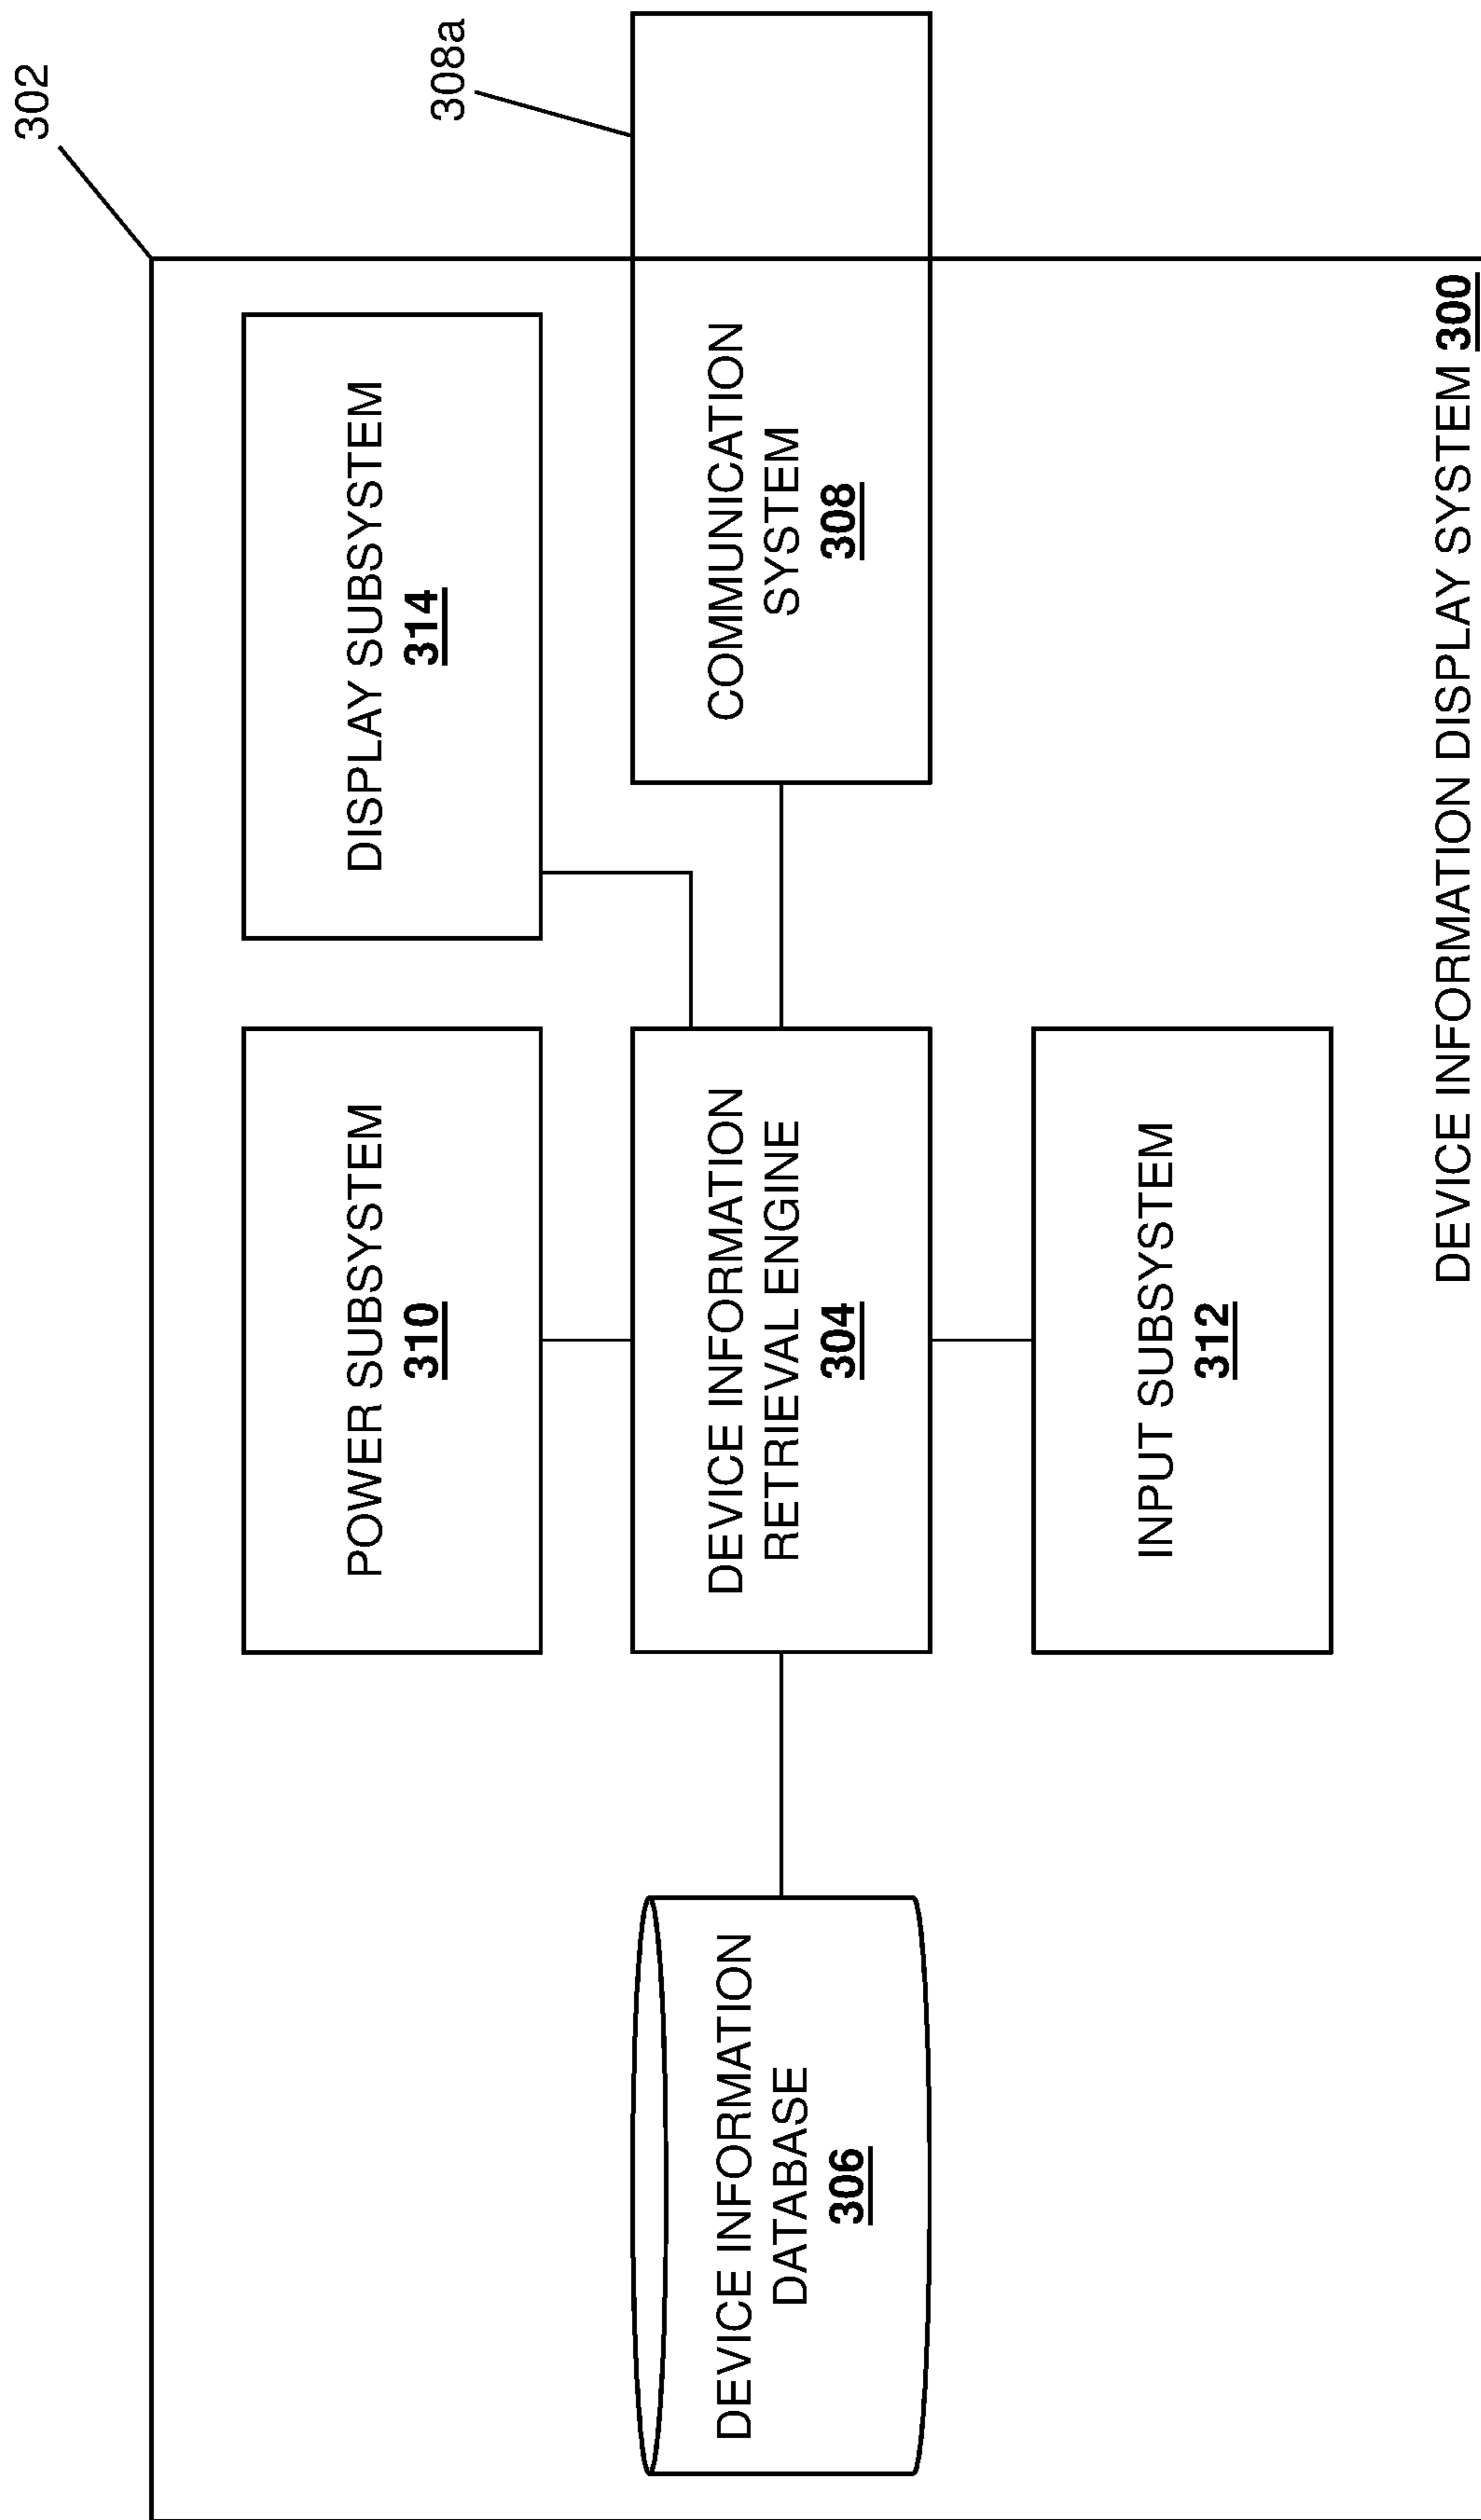 302
308a
POWER SUBSYSTEM
310
DISPLAY SUBSYSTEM
314
DEVICE INFORMATION
DATABASE
306
DEVICE INFORMATION
RETRIEVAL ENGINE
304
COMMUNICATION
SYSTEM
308
INPUT SUBSYSTEM
312
DEVICE INFORMATION DISPLAY SYSTEM 300